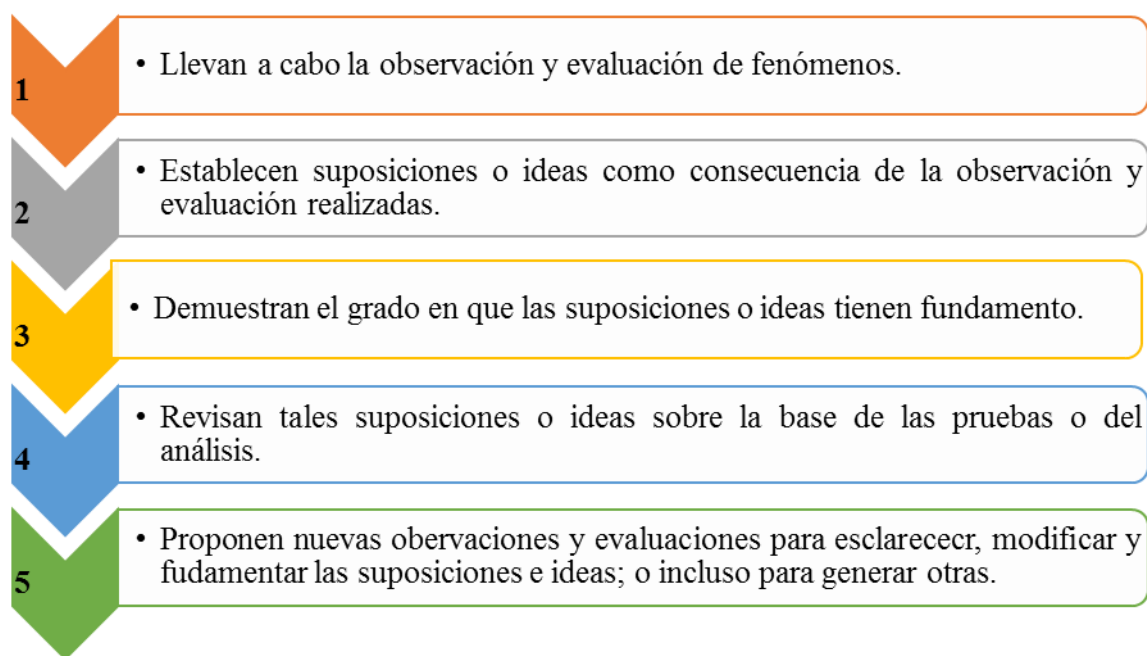 1
• Llevan a cabo la observación y evaluación de fenómenos.
2
• Establecen suposiciones o ideas como consecuencia de la observación y
evaluación realizadas.
3
• Demuestran el grado en que las suposiciones o ideas tienen fundamento.
4
• Revisan tales suposiciones o ideas sobre la base de las pruebas o del
análisis.
5
• Proponen nuevas obervaciones y evaluaciones para esclarececr, modificar y
fudamentar las suposiciones e ideas; o incluso para generar otras.